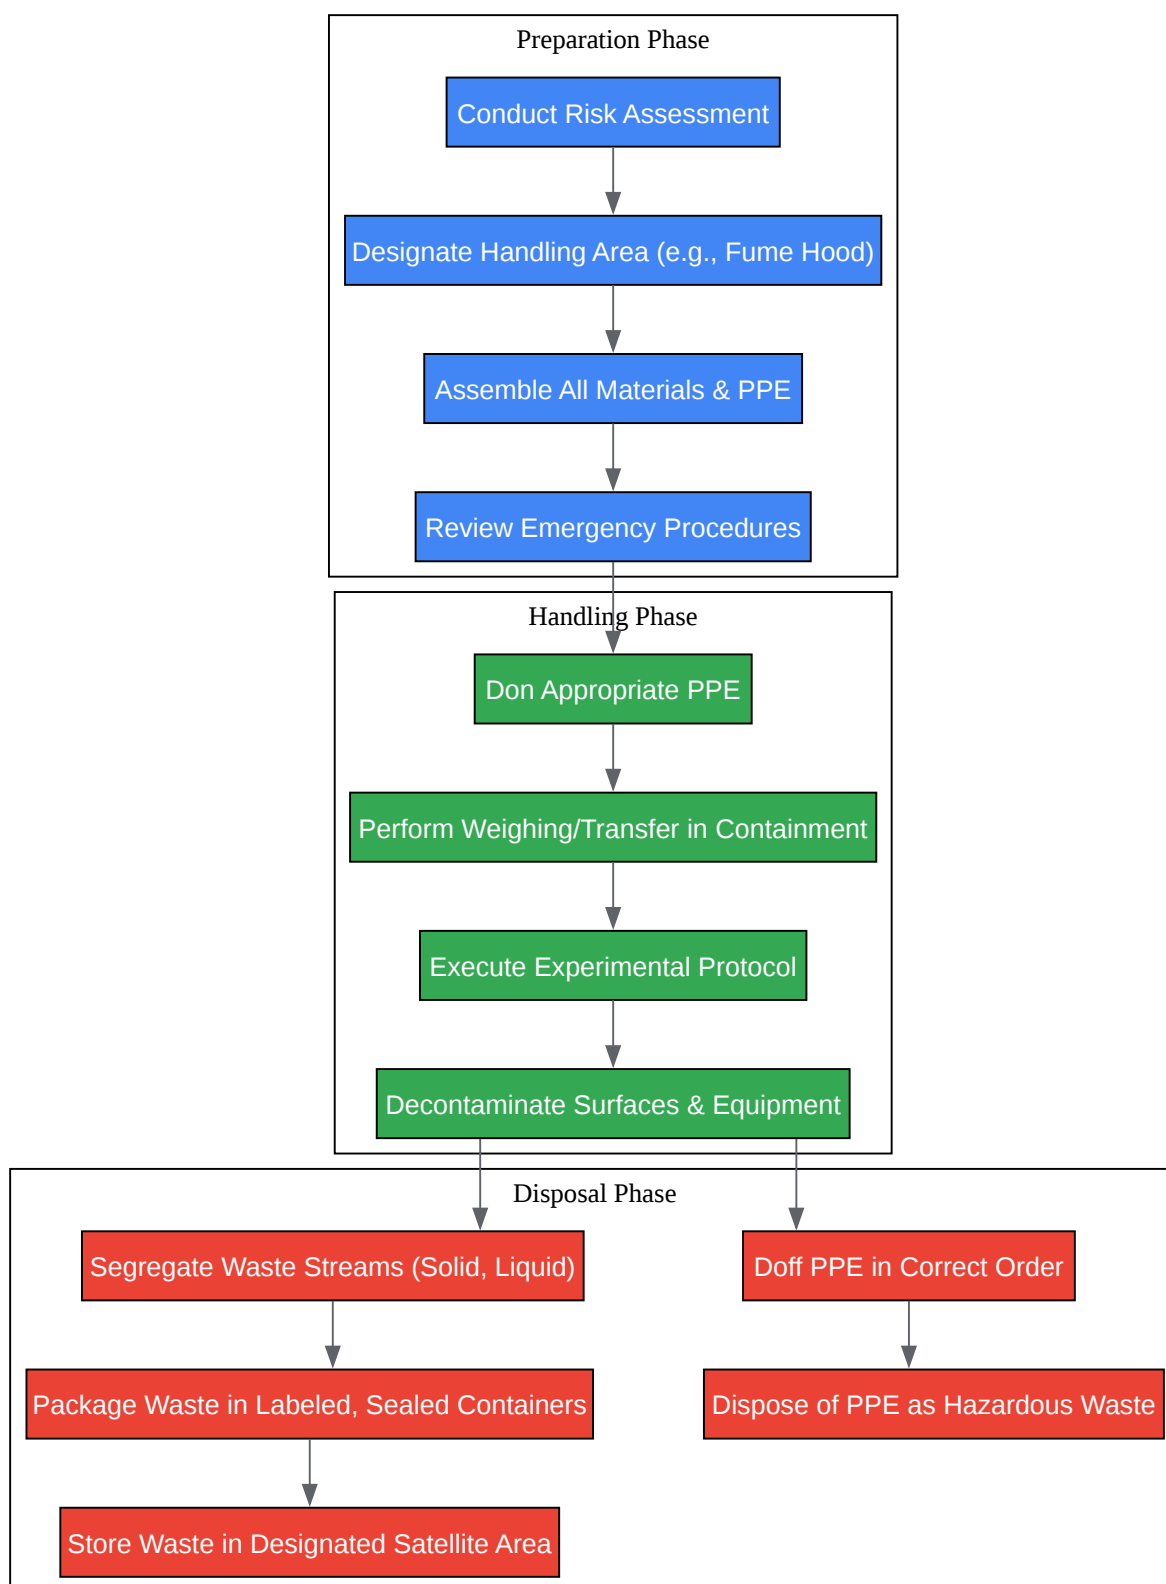 Preparation Phase
Conduct Risk Assessment
Designate Handling Area (e.g., Fume Hood)
Assemble All Materials & PPE
Review Emergency Procedures
Handling Phase
Don Appropriate PPE
Perform Weighing/Transfer in Containment
Execute Experimental Protocol
Decontaminate Surfaces & Equipment
Disposal Phase
Segregate Waste Streams (Solid, Liquid)
Doff PPE in Correct Order
Package Waste in Labeled, Sealed Containers
Dispose of PPE as Hazardous Waste
Store Waste in Designated Satellite Area